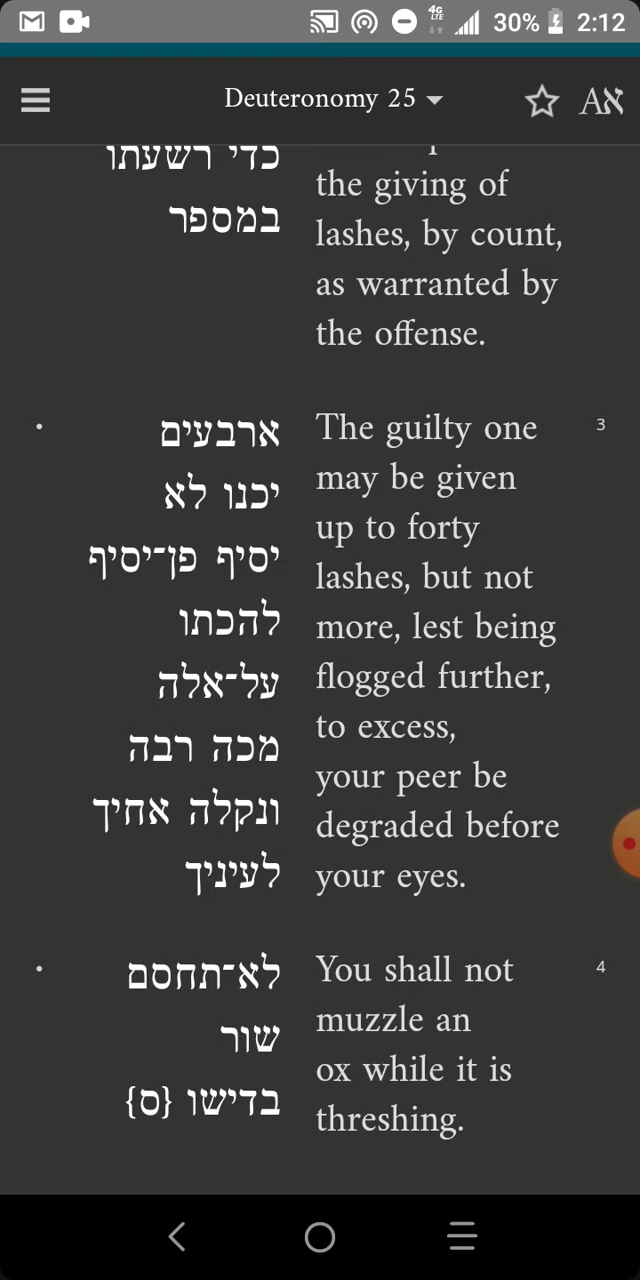 30% 2:12
4G
LTE
Deuteronomy 25
Aא
כדי רשעתו
במספר
the giving of
lashes, by count,
as warranted by
the offense.
ארבעים
יכנו לא
יסיף פן־יסיף
להכתו
על־אלה
מכה רבה
ונקלה אחיך
לעיניך
The guilty one
may be given
up to forty
lashes, but not
more, lest being
flogged further,
to excess,
your peer be
degraded before
your eyes.
3
לא־תחסם
שור
בדישו {ס}
You shall not
muzzle an
ox while it is
threshing.
4